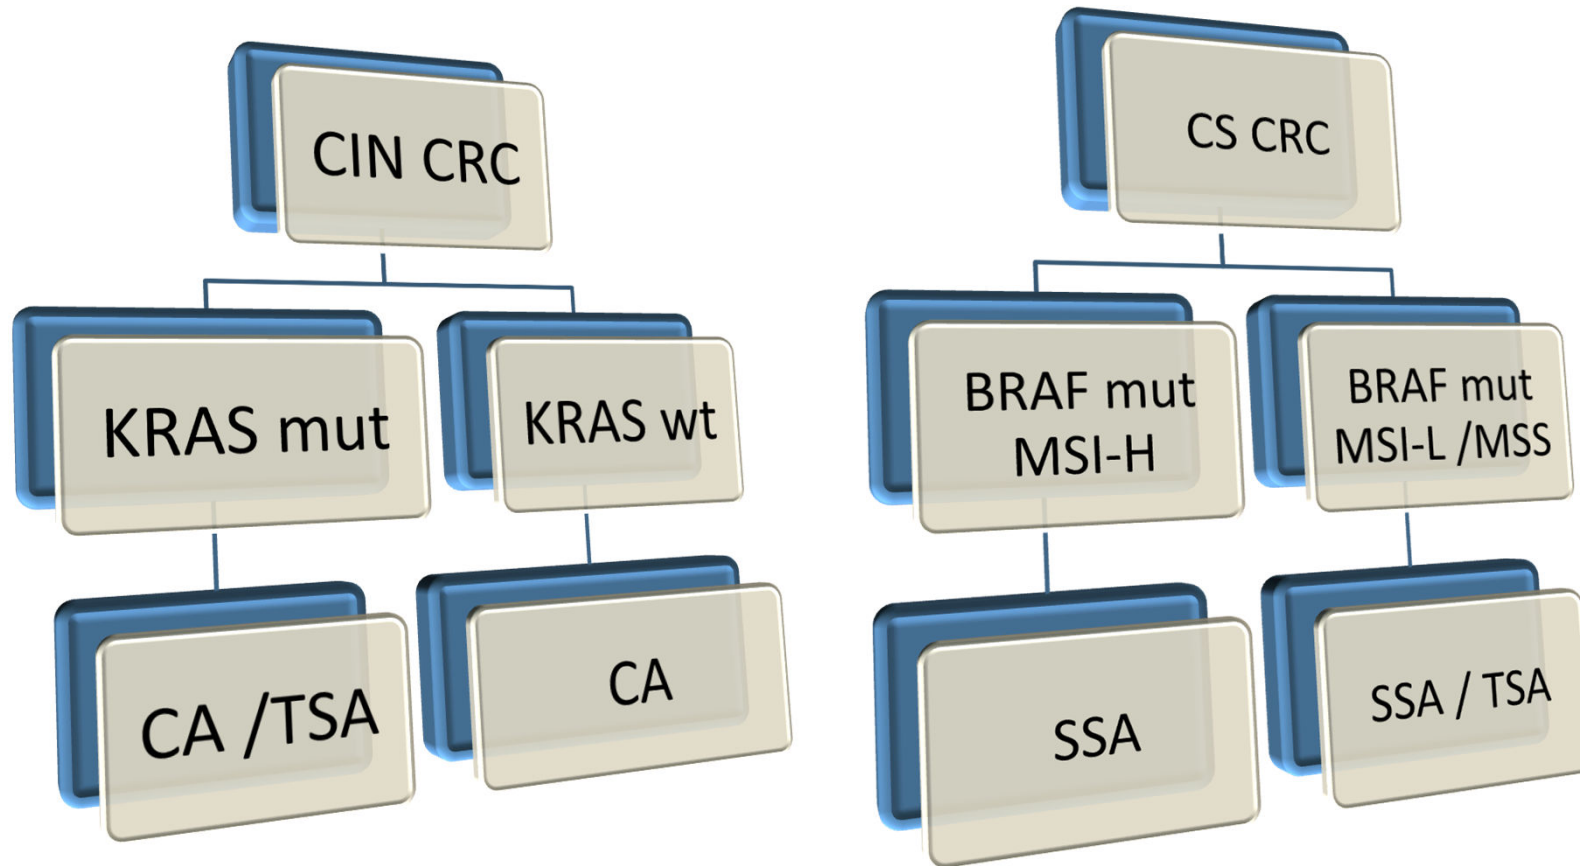 CIN CRC
CS CRC
KRAS mut
KRAS wt
BRAF mut
MSI-H
BRAF mut
MSI-L /MSS
CA /TSA
CA
SSA
SSA / TSA